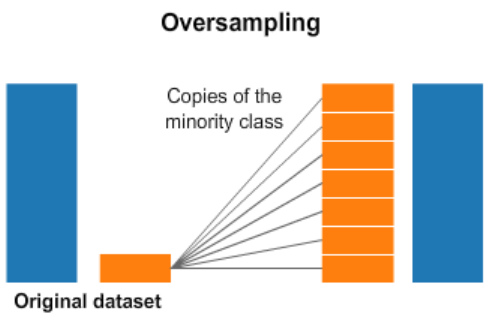 Oversampling
Copies of the
minority class
Original dataset